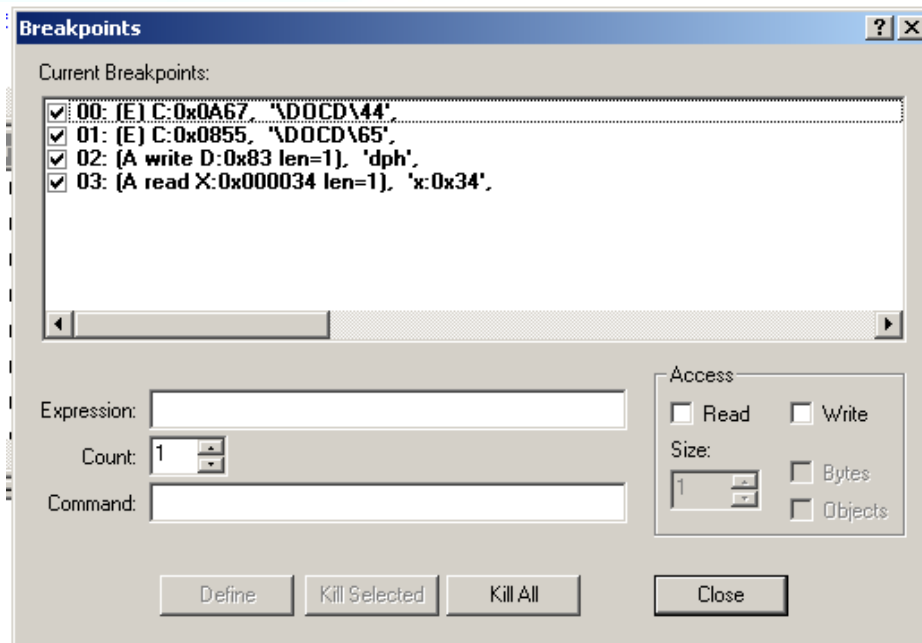 Breakpoints
Current Breakpoints:
00: (E) C:0x0A67, '\DOCD\44',
01: (E) C:0x0855, '\DOCD\65',
02: (A write D:0x83 len=1), 'dph',
03: (A read X:0x000034 len=1), 'x:0x34',
Expression:
Count: 1
Command:
Access
Read Write
Size:
1
Bytes
Objects
Define Kill Selected Kill All Close